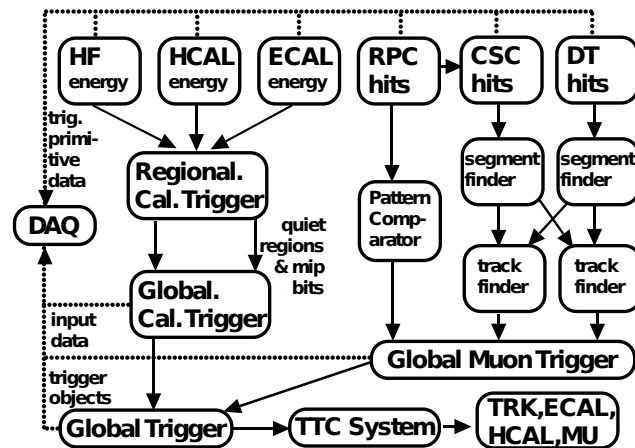 HF
energy
HCAL
energy
ECAL
energy
RPC
hits
CSC
hits
DT
hits
trig.
primi-
tive
data
Regional.
Cal. Trigger
segment
finder
segment
finder
Pattern
Comp-
arator
DAQ
quiet
regions
& mip
bits
Global.
Cal. Trigger
track
finder
track
finder
input
data
Global Muon Trigger
trigger
objects
Global Trigger
TTC System
TRK,ECAL,
HCAL,MU